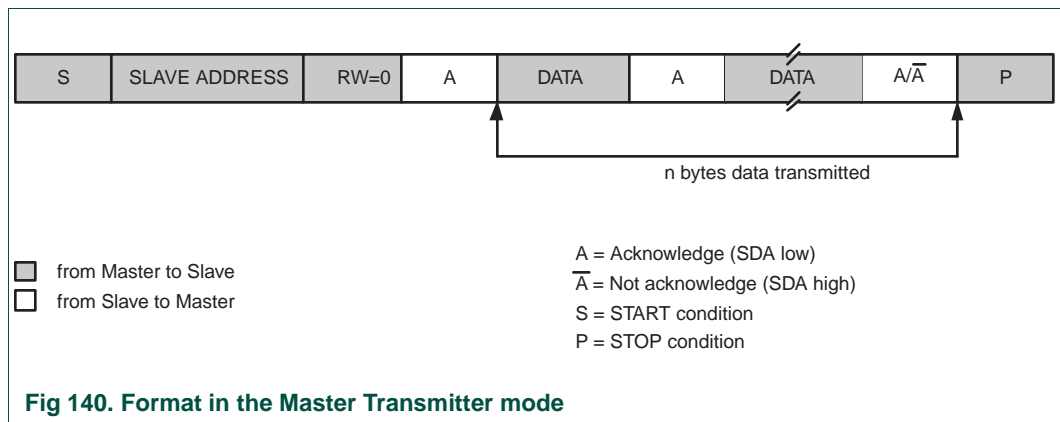 S SLAVE ADDRESS RW=0 A DATA A DATA A/A̅ P
n bytes data transmitted
from Master to Slave
from Slave to Master
A = Acknowledge (SDA low)
A̅ = Not acknowledge (SDA high)
S = START condition
P = STOP condition
Fig 140. Format in the Master Transmitter mode